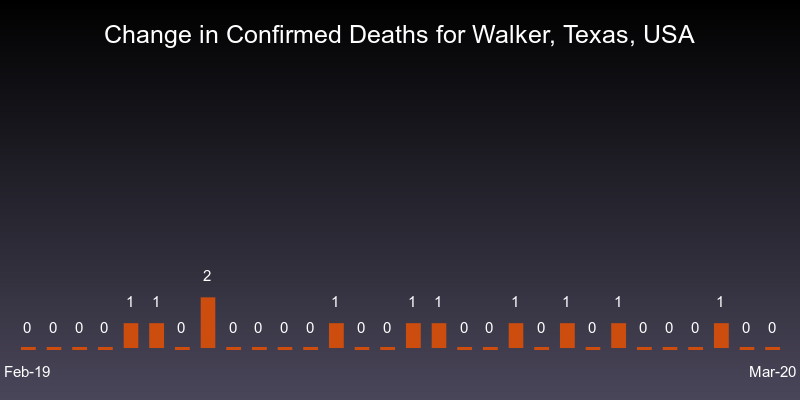 Change in Confirmed Deaths for Walker, Texas, USA
2
1 1 1 1 1 1 1 1 1
0 0 0 0 0 0 0 0 0 0 0 0 0 0 0 0 0 0 0 0
Feb-19 Mar-20